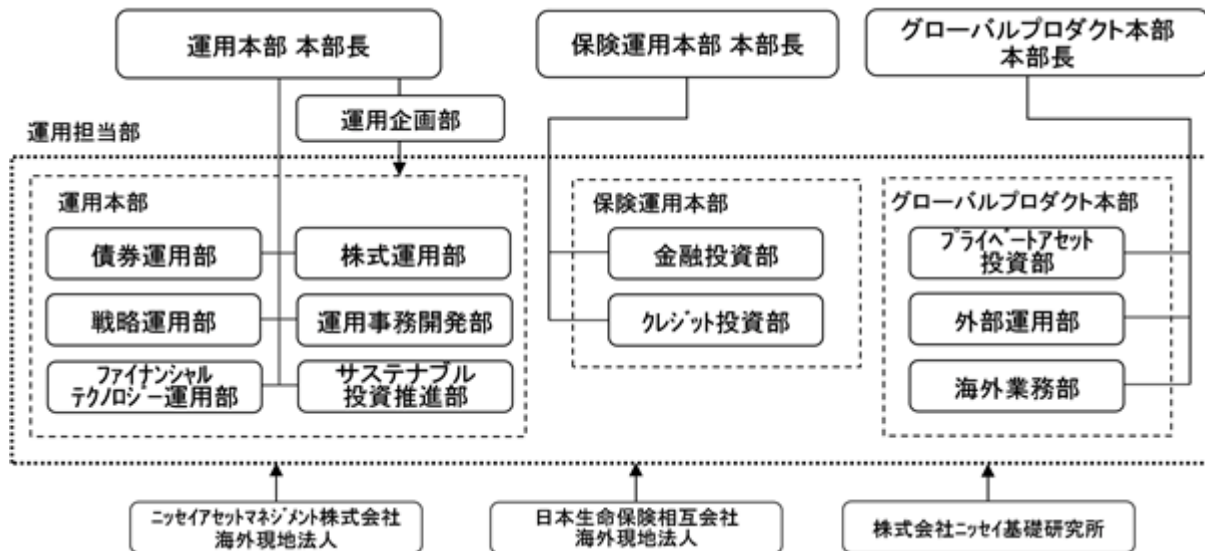 運用本部 本部長
保険運用本部 本部長
グローバルプロダクト本部
本部長
運用企画部
運用担当部
運用本部
債券運用部
株式運用部
戦略運用部
運用事務開発部
ファイナンシャル
テクノロジー運用部
サステナブル
投資推進部
保険運用本部
金融投資部
クレジット投資部
グローバルプロダクト本部
プライベートアセット
投資部
外部運用部
海外業務部
ニッセイアセットマネジメント株式会社
海外現地法人
日本生命保険相互会社
海外現地法人
株式会社ニッセイ基礎研究所